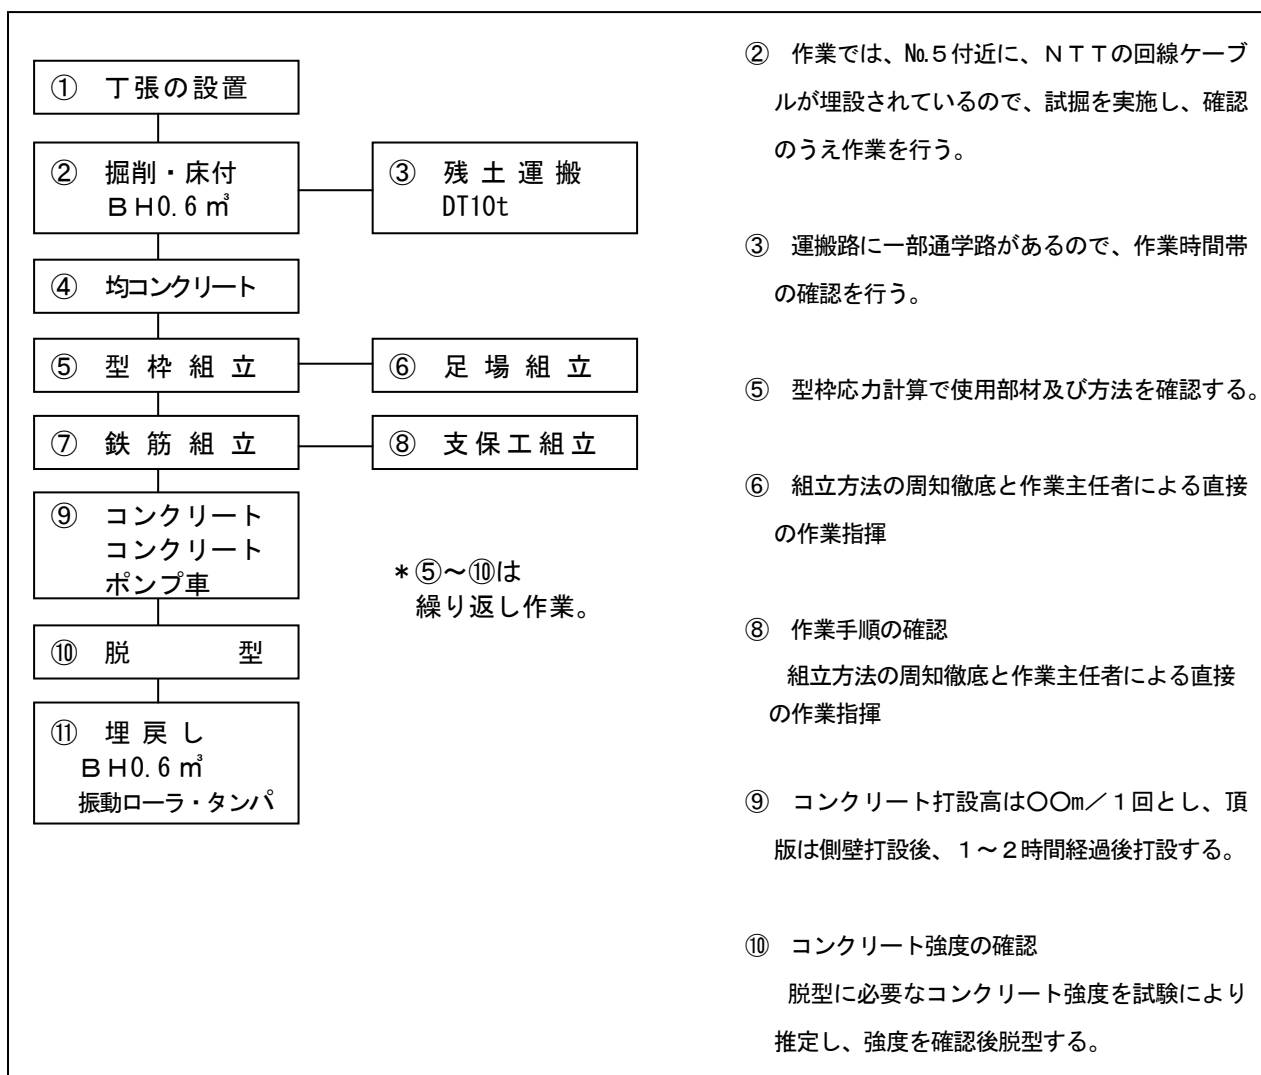 ① 丁張の設置
② 掘削・床付
ＢＨ0.6㎥
③ 残土運搬
DT10t
④ 均コンクリート
⑤ 型枠組立
⑥ 足場組立
⑦ 鉄筋組立
⑧ 支保工組立
⑨ コンクリート
コンクリート
ポンプ車
＊⑤～⑩は
繰り返し作業。
⑩ 脱　　　型
⑪ 埋戻し
ＢＨ0.6㎥
振動ローラ・タンパ
② 作業では、№５付近に、ＮＴＴの回線ケーブ
ルが埋設されているので、試掘を実施し、確認
のうえ作業を行う。
③ 運搬路に一部通学路があるので、作業時間帯
の確認を行う。
⑤ 型枠応力計算で使用部材及び方法を確認する。
⑥ 組立方法の周知徹底と作業主任者による直接
の作業指揮
⑧ 作業手順の確認
組立方法の周知徹底と作業主任者による直接
の作業指揮
⑨ コンクリート打設高は〇〇m／１回とし、頂
版は側壁打設後、１～２時間経過後打設する。
⑩ コンクリート強度の確認
脱型に必要なコンクリート強度を試験により
推定し、強度を確認後脱型する。